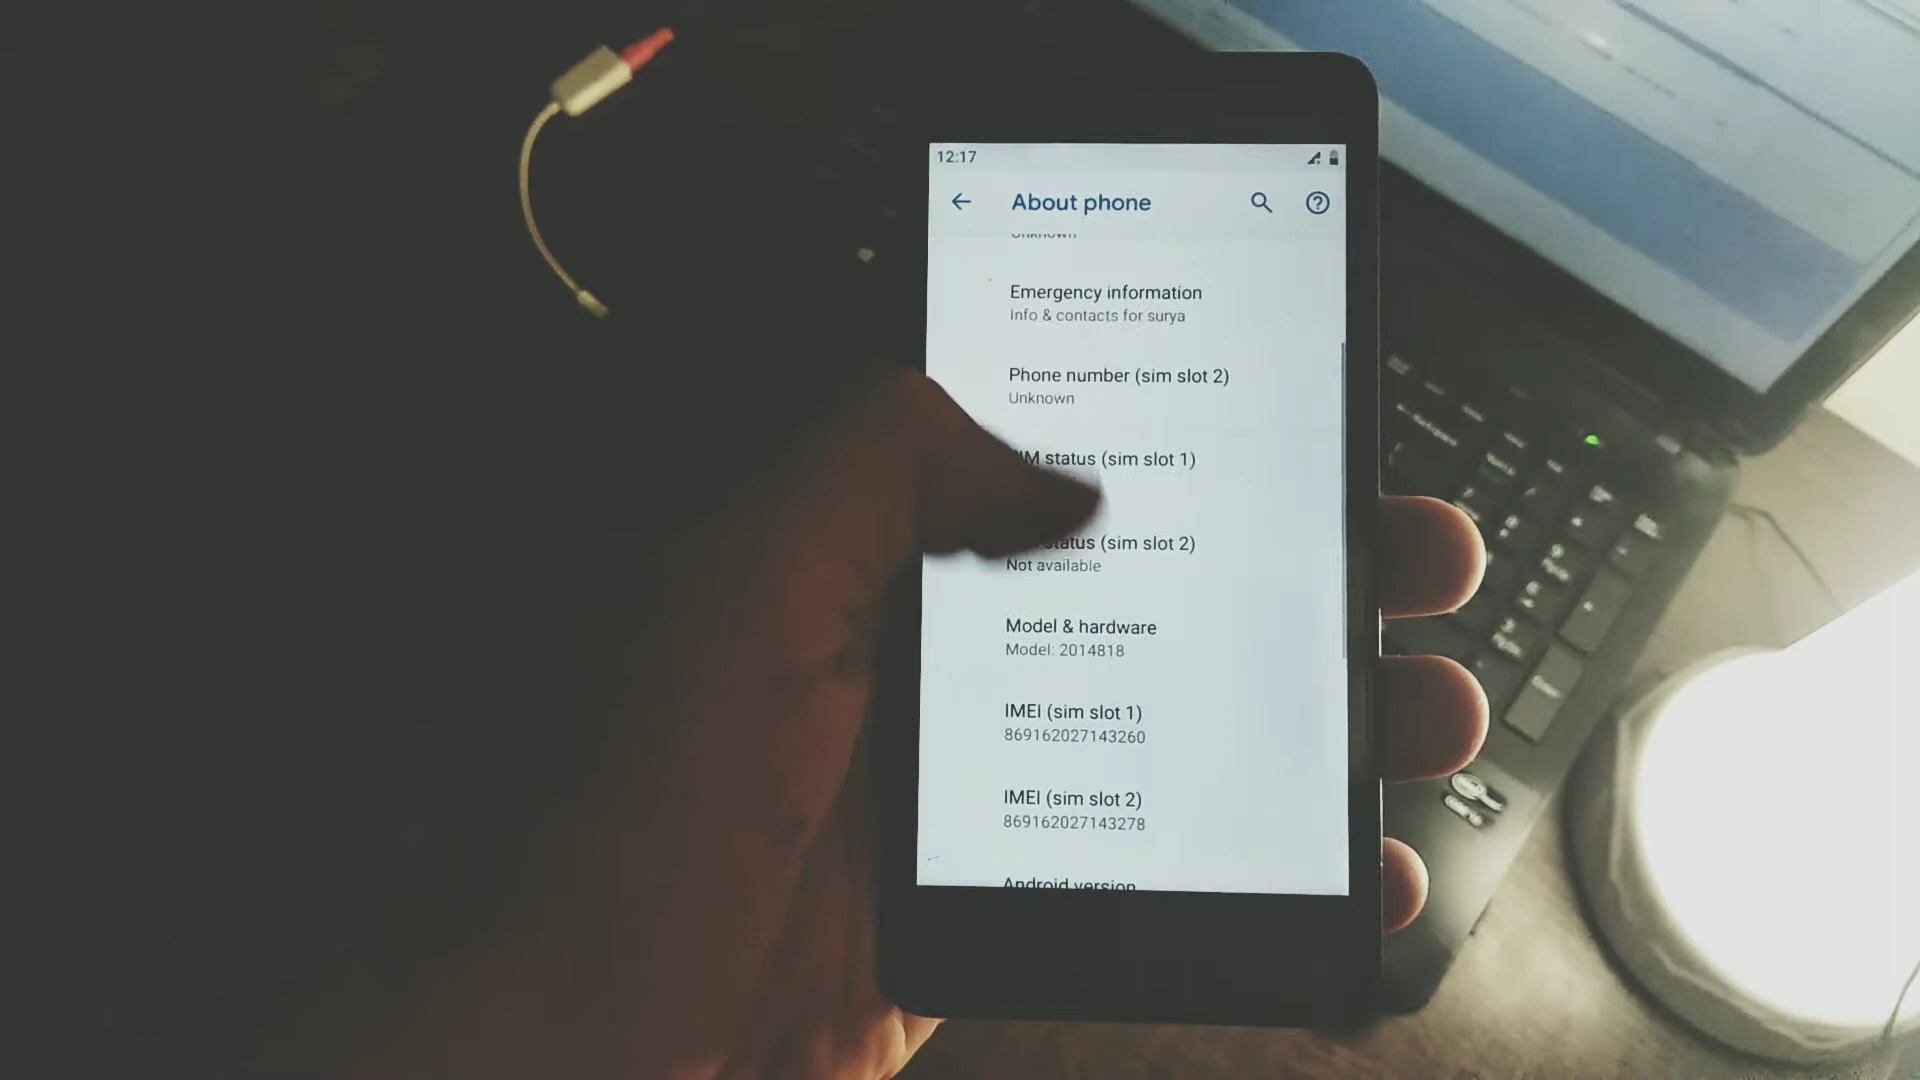 12:17
About phone
Unknown
Emergency information
Info & contacts for surya
Phone number (sim slot 2)
Unknown
status (sim slot 1)
status (sim slot 2)
Not available
Model & hardware
Model: 2014818
IMEI (sim slot 1)
869162027143260
IMEI (sim slot 2)
869162027143278
Android version
Enter